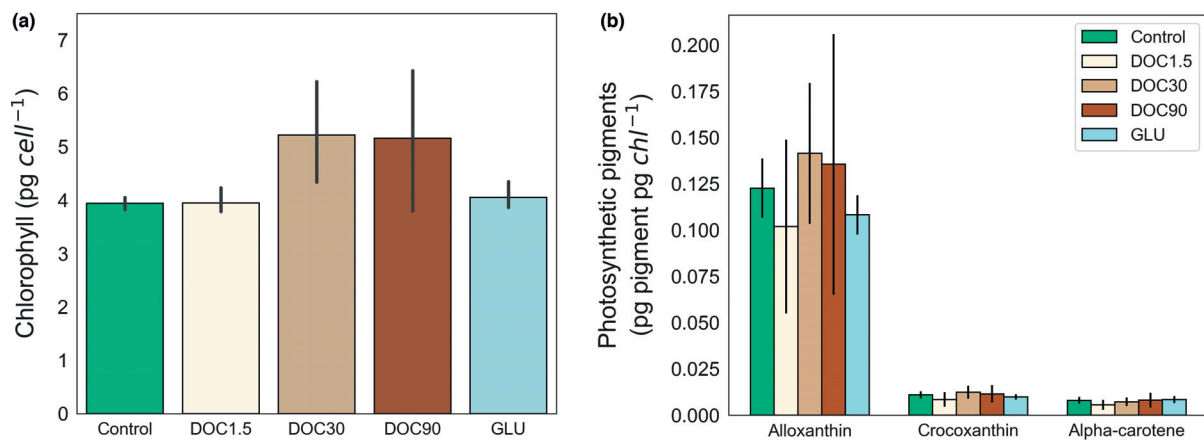 (a)
Chlorophyll (pg cell⁻¹)
7
6
5
4
3
2
1
0
Control DOC1.5 DOC30 DOC90 GLU
(b)
Photosynthetic pigments
(pg pigment pg chl⁻¹)
0.200
0.175
0.150
0.125
0.100
0.075
0.050
0.025
0.000
Control
DOC1.5
DOC30
DOC90
GLU
Alloxanthin Crocoxanthin Alpha-carotene